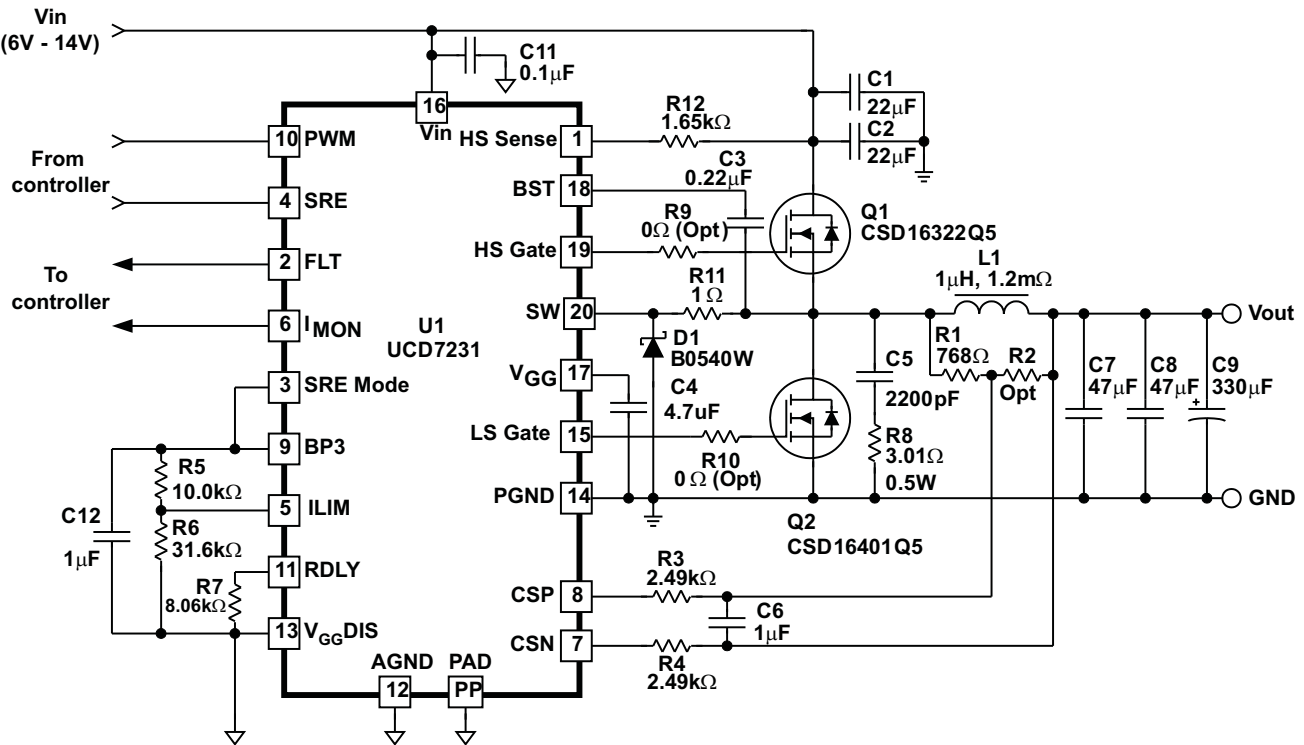 Vin
(6V - 14V)
C11
0.1µF
16
Vin
C1
22µF
C2
22µF
R12
1.65kΩ
10 PWM
HS Sense 1
From
controller
C3
0.22µF
BST 18
4 SRE
R9
0Ω (Opt)
Q1
CSD16322Q5
HS Gate 19
2 FLT
To
controller
R11
1 Ω
L1
1µH, 1.2mΩ
SW 20
6 IMON
U1
UCD7231
Vout
D1
B0540W
R1
768Ω
R2
Opt
C5
2200pF
C7
47µF
C8
47µF
C9
330µF
+
VGG 17
3 SRE Mode
C4
4.7uF
LS Gate 15
9 BP3
R10
0 Ω (Opt)
R8
3.01Ω
0.5W
R5
10.0kΩ
PGND 14
GND
5 ILIM
C12
1µF
R6
31.6kΩ
Q2
CSD16401Q5
11 RDLY
R7
8.06kΩ
R3
2.49kΩ
CSP 8
C6
1µF
13 VGGDIS
CSN 7
R4
2.49kΩ
AGND
12
PAD
PP